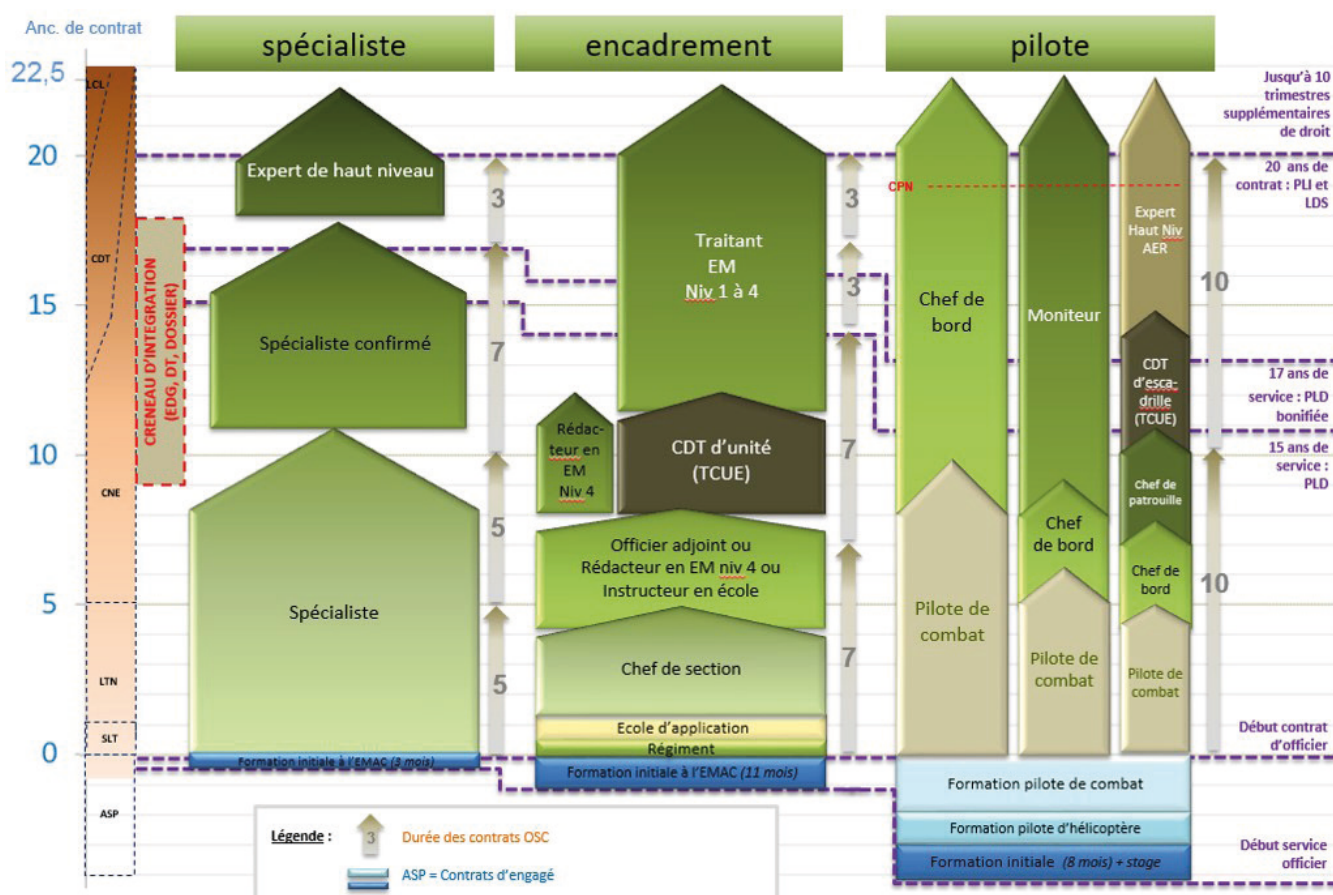 Anc. de contrat
22,5
20
15
10
5
0
LCL
CDT
CNE
LTN
SLT
ASP
CRENEAU D'INTEGRATION
(EDG, DT, DOSSIER)
spécialiste
Expert de haut niveau
Spécialiste confirmé
Spécialiste
Formation initiale à l'EMAC (3 mois)
3
7
5
5
encadrement
Traitant
EM
Niv 1 à 4
Rédac-
teur en
EM
Niv 4
CDT d'unité
(TCUE)
Officier adjoint ou
Rédacteur en EM niv 4 ou
Instructeur en école
Chef de section
Ecole d'application
Régiment
Formation initiale à l'EMAC (11 mois)
3
3
7
7
pilote
CPN
Chef de
bord
Pilote de
combat
Moniteur
Chef
de bord
Pilote de
combat
Expert
Haut Niv
AER
CDT
d'esca-
drille
(TCUE)
Chef de
patrouille
Chef de
bord
Pilote de
combat
Formation pilote de combat
Formation pilote d'hélicoptère
Formation initiale (8 mois) + stage
10
10
Jusqu'à 10
trimestres
supplémentaires
de droit
20 ans de
contrat : PLI et
LDS
17 ans de
service : PLD
bonifiée
15 ans de
service :
PLD
Début contrat
d'officier
Début service
officier
Légende :
3
Durée des contrats OSC
ASP = Contrats d'engagé